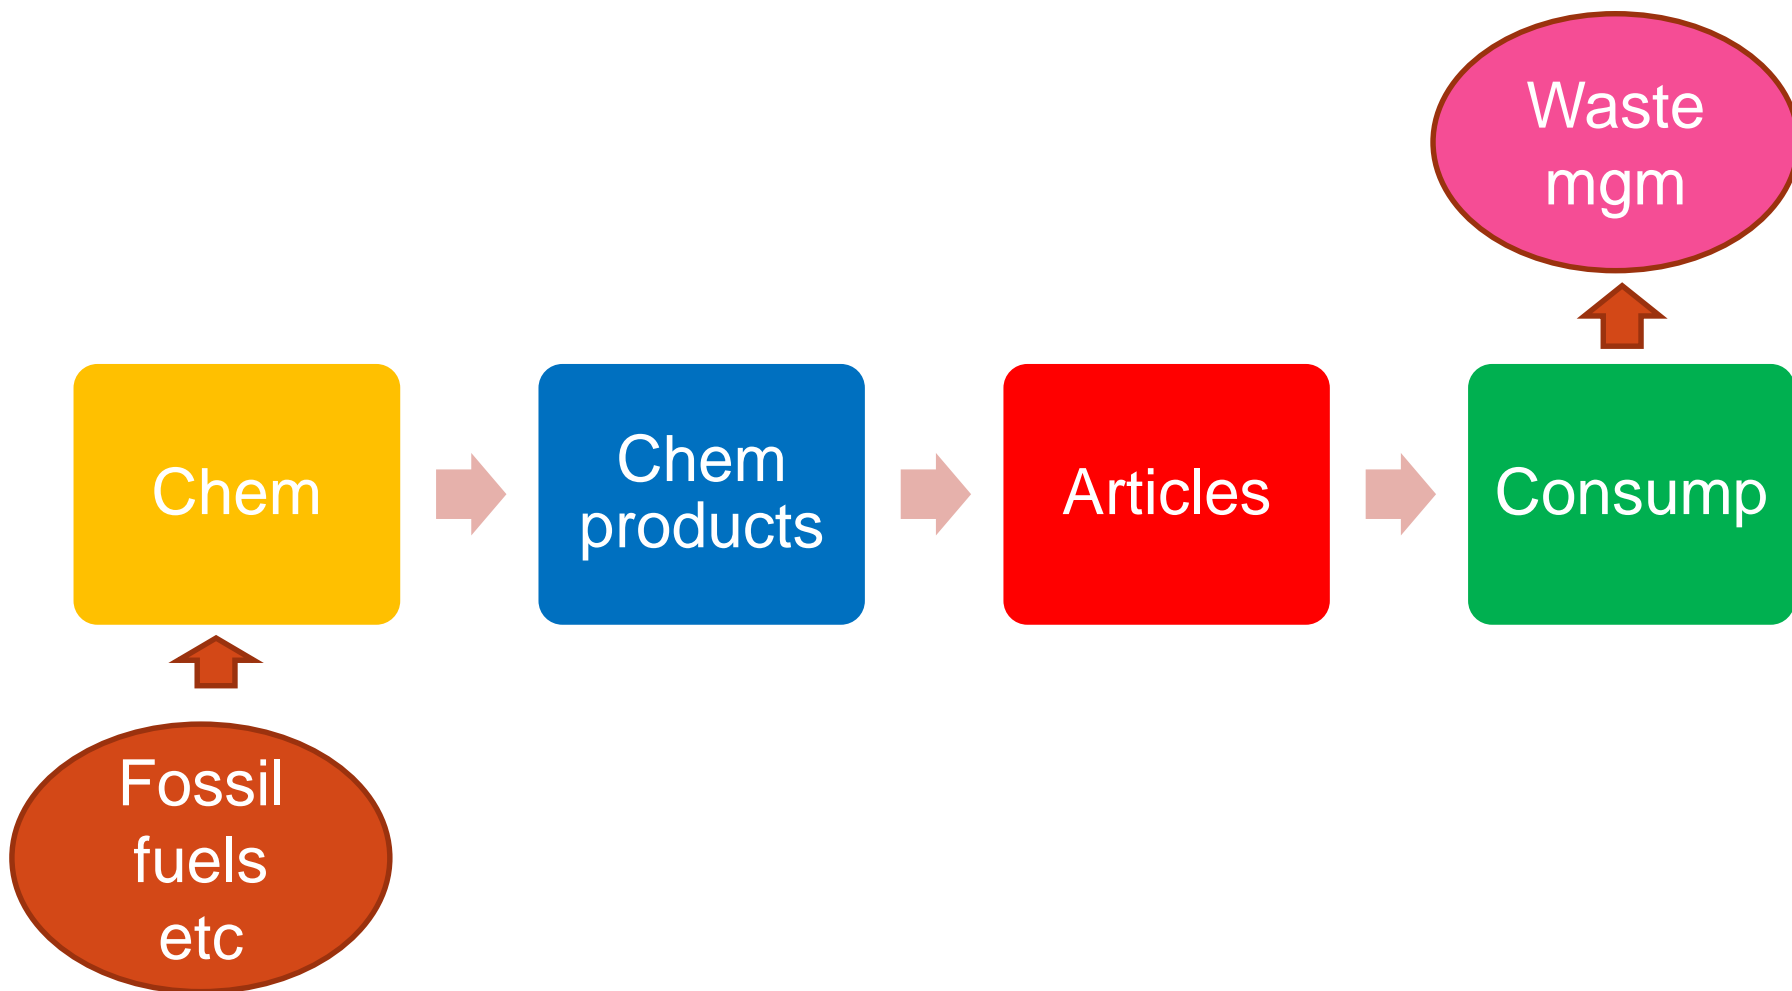 Waste
mgm
Chem
Chem
products
Articles
Consump
Fossil
fuels
etc